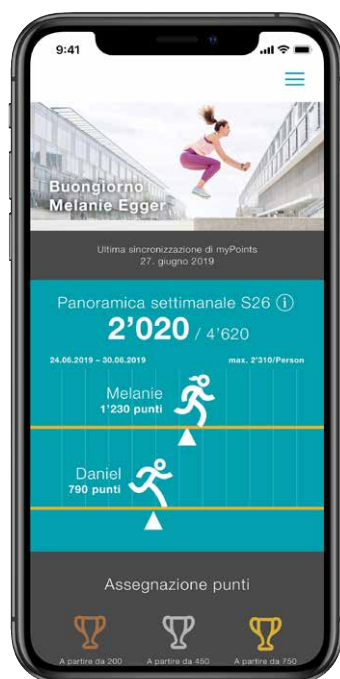 9:41
Buongiorno
Melanie Egger
Ultima sincronizzazione di myPoints
27. giugno 2019
Panoramica settimanale S26 i
2'020 / 4'620
24.06.2019 – 30.06.2019 max. 2'310/Person
Melanie
1'230 punti
Daniel
790 punti
Assegnazione punti
A partire da 200 A partire da 450 A partire da 750